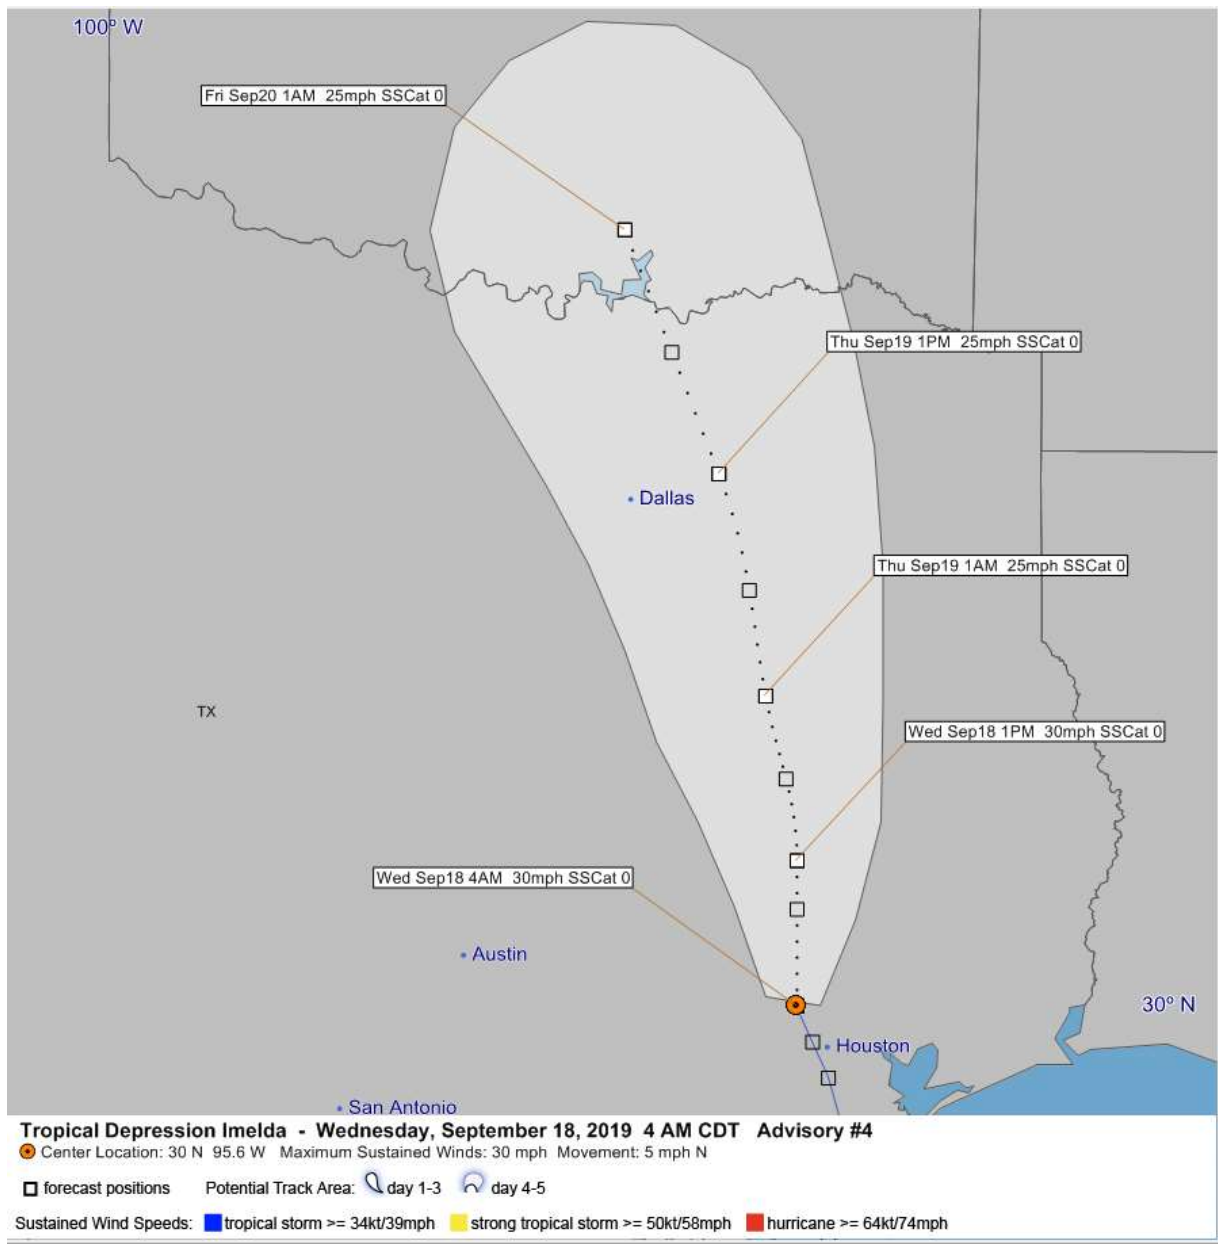 100º W
Fri Sep20 1AM  25mph SSCat 0
Thu Sep19 1PM  25mph SSCat 0
Dallas
Thu Sep19 1AM  25mph SSCat 0
TX
Wed Sep18 1PM  30mph SSCat 0
Wed Sep18 4AM  30mph SSCat 0
Austin
30º N
Houston
San Antonio
Tropical Depression Imelda  -  Wednesday, September 18, 2019  4 AM CDT  Advisory #4
Center Location: 30 N  95.6 W  Maximum Sustained Winds: 30 mph  Movement: 5 mph N
forecast positions  Potential Track Area:  day 1-3  day 4-5
Sustained Wind Speeds:  tropical storm >= 34kt/39mph  strong tropical storm >= 50kt/58mph  hurricane >= 64kt/74mph